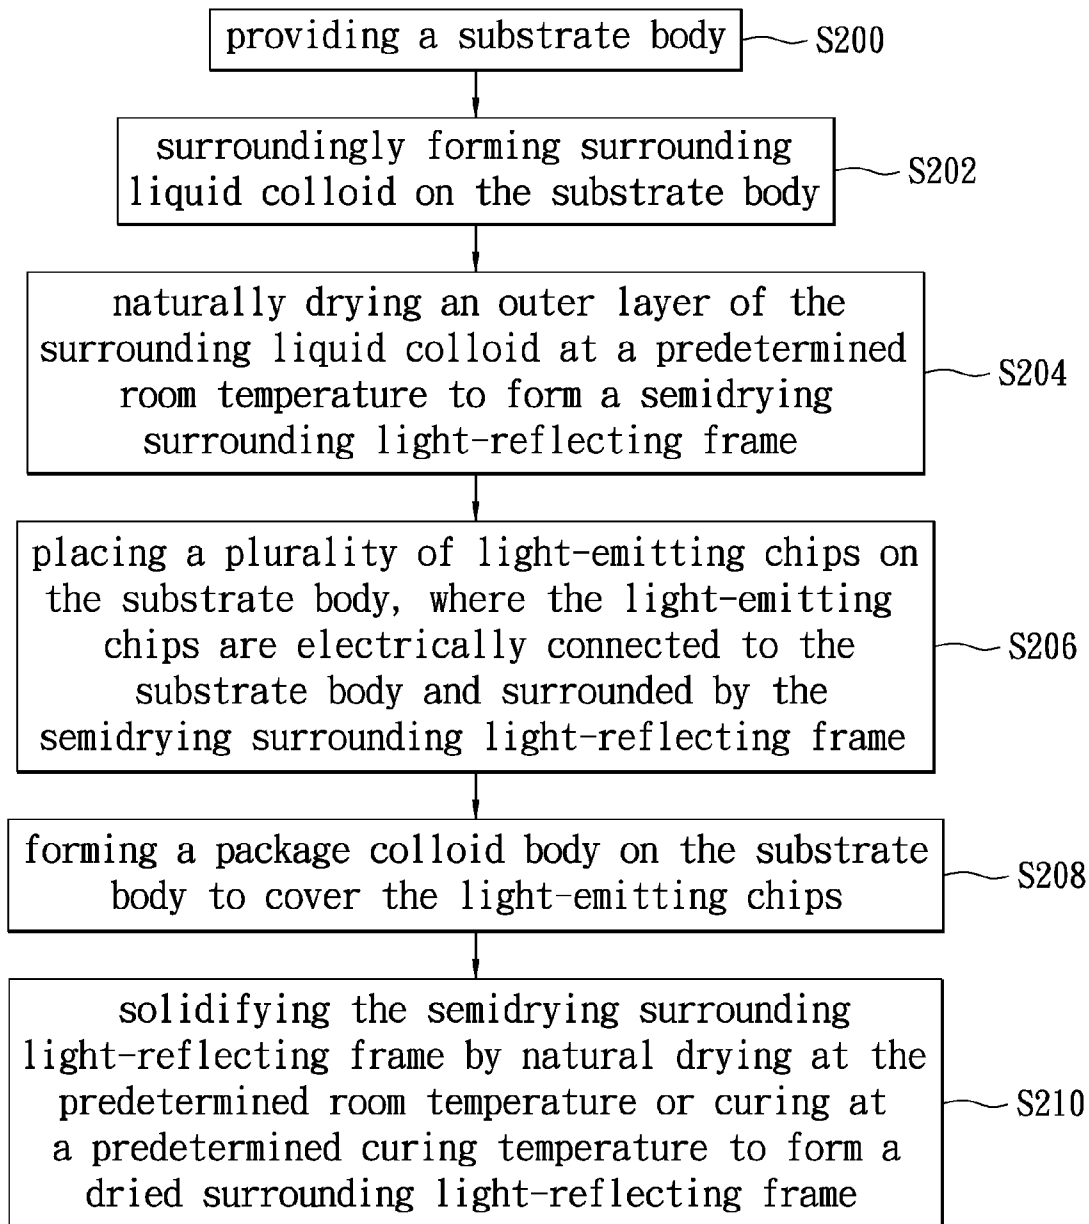 providing a substrate body
S200
surroundingly forming surrounding
liquid colloid on the substrate body
S202
naturally drying an outer layer of the
surrounding liquid colloid at a predetermined
room temperature to form a semidrying
surrounding light-reflecting frame
S204
placing a plurality of light-emitting chips on
the substrate body, where the light-emitting
chips are electrically connected to the
substrate body and surrounded by the
semidrying surrounding light-reflecting frame
S206
forming a package colloid body on the substrate
body to cover the light-emitting chips
S208
solidifying the semidrying surrounding
light-reflecting frame by natural drying at the
predetermined room temperature or curing at
a predetermined curing temperature to form a
dried surrounding light-reflecting frame
S210